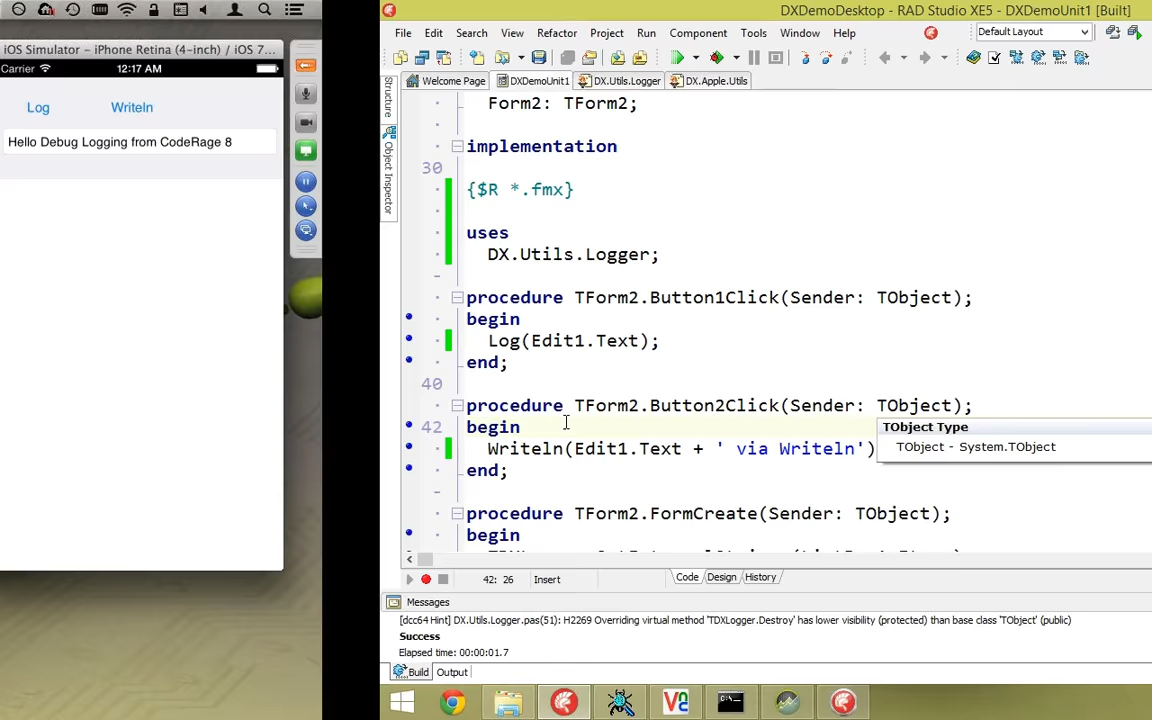 iOS Simulator – iPhone Retina (4-inch) / iOS 7...
Carrier 12:17 AM
Log Writeln
Hello Debug Logging from CodeRage 8
DXDemoDesktop - RAD Studio XE5 - DXDemoUnit1 [Built]
File Edit Search View Refactor Project Run Component Tools Window Help
Default Layout
Welcome Page DXDemoUnit1 DX.Utils.Logger DX.Apple.Utils
Structure
Object Inspector
Form2: TForm2;
implementation
30
{$R *.fmx}
uses
DX.Utils.Logger;
procedure TForm2.Button1Click(Sender: TObject);
begin
Log(Edit1.Text);
end;
40
procedure TForm2.Button2Click(Sender: TObject);
42 begin
TObject Type
TObject - System.TObject
Writeln(Edit1.Text + ' via Writeln')
end;
procedure TForm2.FormCreate(Sender: TObject);
begin
42: 26 Insert
Code Design History
Messages
[dcc64 Hint] DX.Utils.Logger.pas(51): H2269 Overriding virtual method 'TDXLogger.Destroy' has lower visibility (protected) than base class 'TObject' (public)
Success
Elapsed time: 00:00:01.7
Build Output